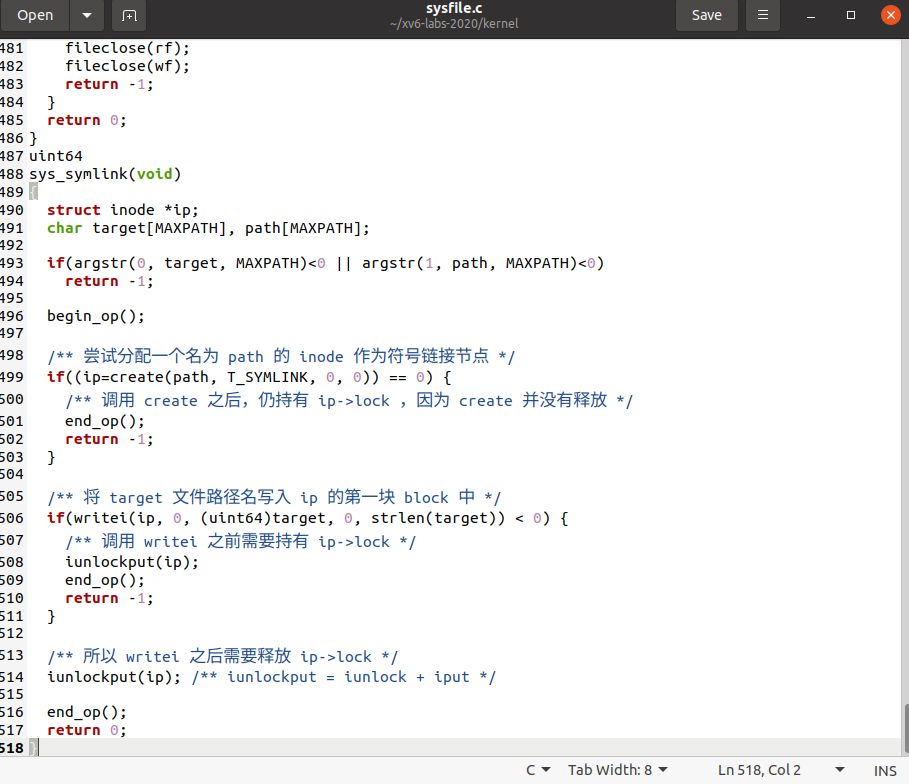 Open
sysfile.c
~/xv6-labs-2020/kernel
Save
481 fileclose(rf);
482 fileclose(wf);
483 return -1;
484 }
485 return 0;
486 }
487 uint64
488 sys_symlink(void)
489 {
490 struct inode *ip;
491 char target[MAXPATH], path[MAXPATH];
492
493 if(argstr(0, target, MAXPATH)<0 || argstr(1, path, MAXPATH)<0)
494 return -1;
495
496 begin_op();
497
498 /** 尝试分配一个名为 path 的 inode 作为符号链接节点 */
499 if((ip=create(path, T_SYMLINK, 0, 0)) == 0) {
500 /** 调用 create 之后，仍持有 ip->lock ，因为 create 并没有释放 */
501 end_op();
502 return -1;
503 }
504
505 /** 将 target 文件路径名写入 ip 的第一块 block 中 */
506 if(writei(ip, 0, (uint64)target, 0, strlen(target)) < 0) {
507 /** 调用 writei 之前需要持有 ip->lock */
508 iunlockput(ip);
509 end_op();
510 return -1;
511 }
512
513 /** 所以 writei 之后需要释放 ip->lock */
514 iunlockput(ip); /** iunlockput = iunlock + iput */
515
516 end_op();
517 return 0;
518 }
C Tab Width: 8 Ln 518, Col 2 INS